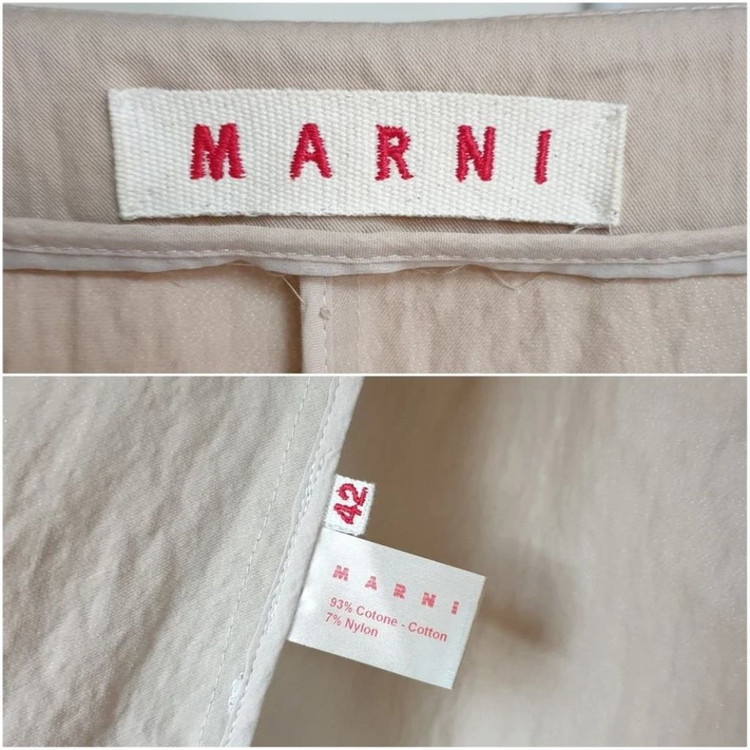 MARNI
42
MARNI
93% Cotone - Cotton
7% Nylon